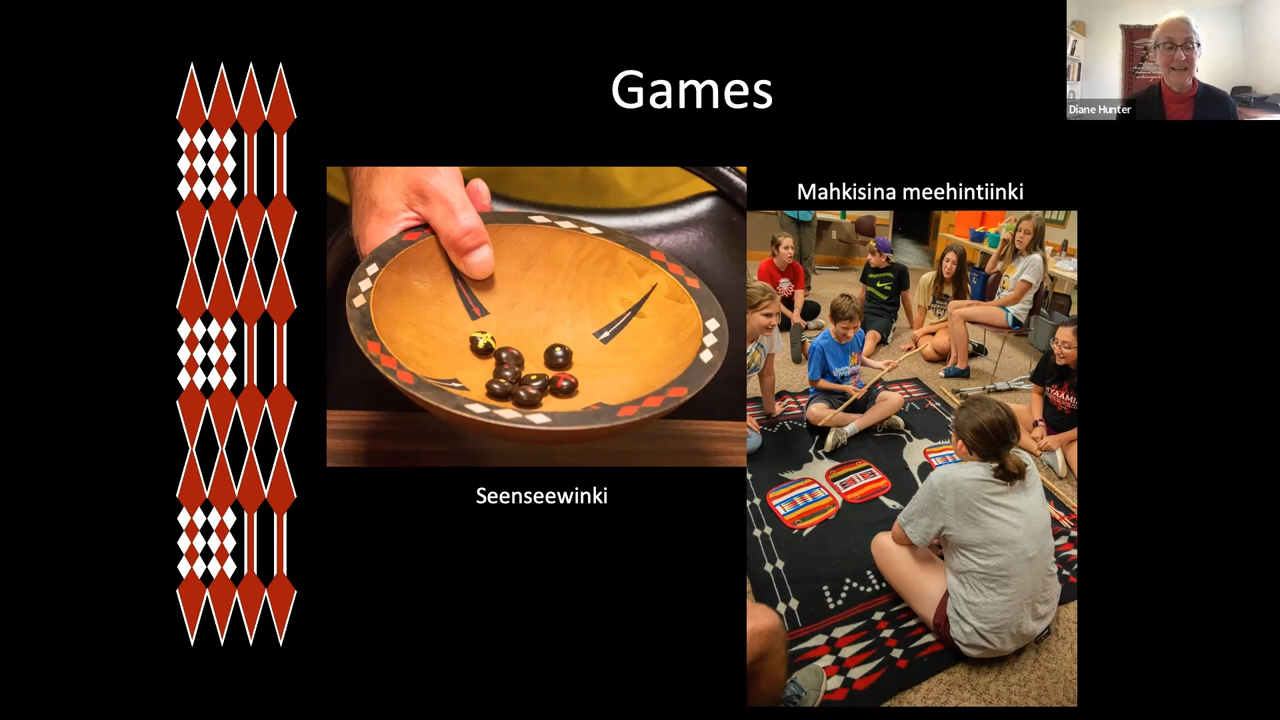 Games
Diane Hunter
Mahkisina meehintiinki
Seenseewinki